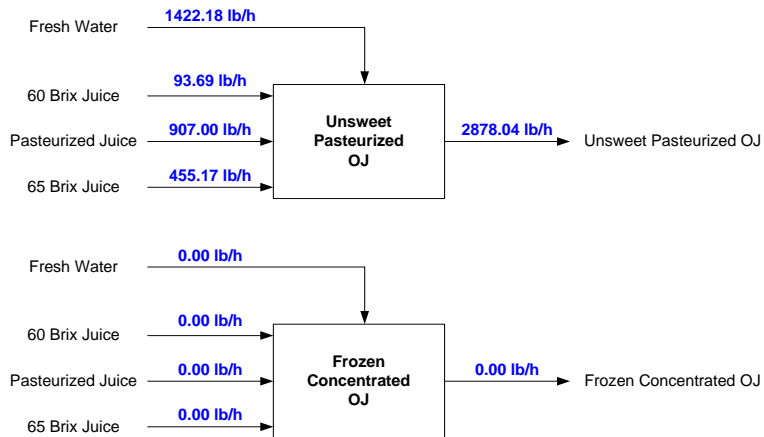 Fresh Water
1422.18 lb/h
60 Brix Juice
93.69 lb/h
Pasteurized Juice
907.00 lb/h
65 Brix Juice
455.17 lb/h
Unsweet
Pasteurized
OJ
2878.04 lb/h
Unsweet Pasteurized OJ
Fresh Water
0.00 lb/h
60 Brix Juice
0.00 lb/h
Pasteurized Juice
0.00 lb/h
65 Brix Juice
0.00 lb/h
Frozen
Concentrated
OJ
0.00 lb/h
Frozen Concentrated OJ